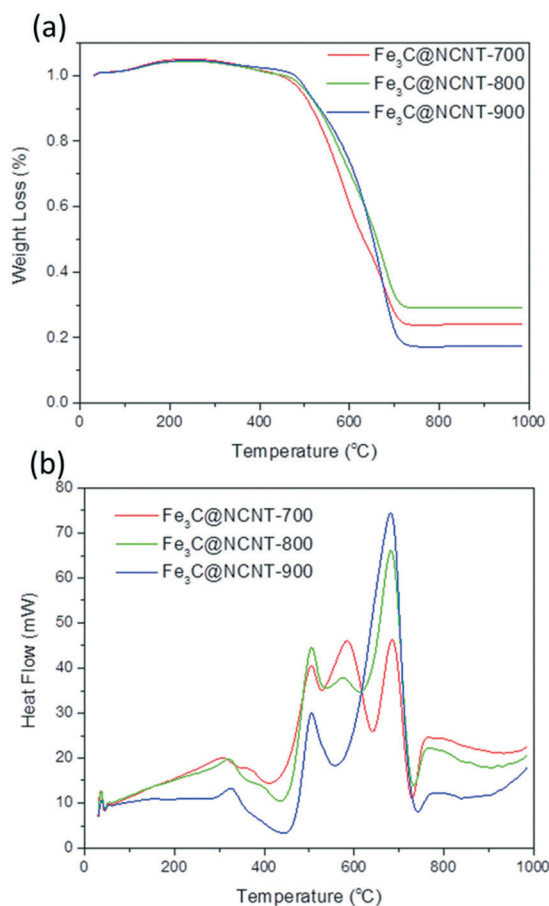 (a)
Fe₃C@NCNT-700
Fe₃C@NCNT-800
Fe₃C@NCNT-900
Weight Loss (%)
1.0
0.8
0.6
0.4
0.2
0.0
0 200 400 600 800 1000
Temperature (°C)
(b)
Fe₃C@NCNT-700
Fe₃C@NCNT-800
Fe₃C@NCNT-900
Heat Flow (mW)
80
70
60
50
40
30
20
10
0
0 200 400 600 800 1000
Temperature (°C)